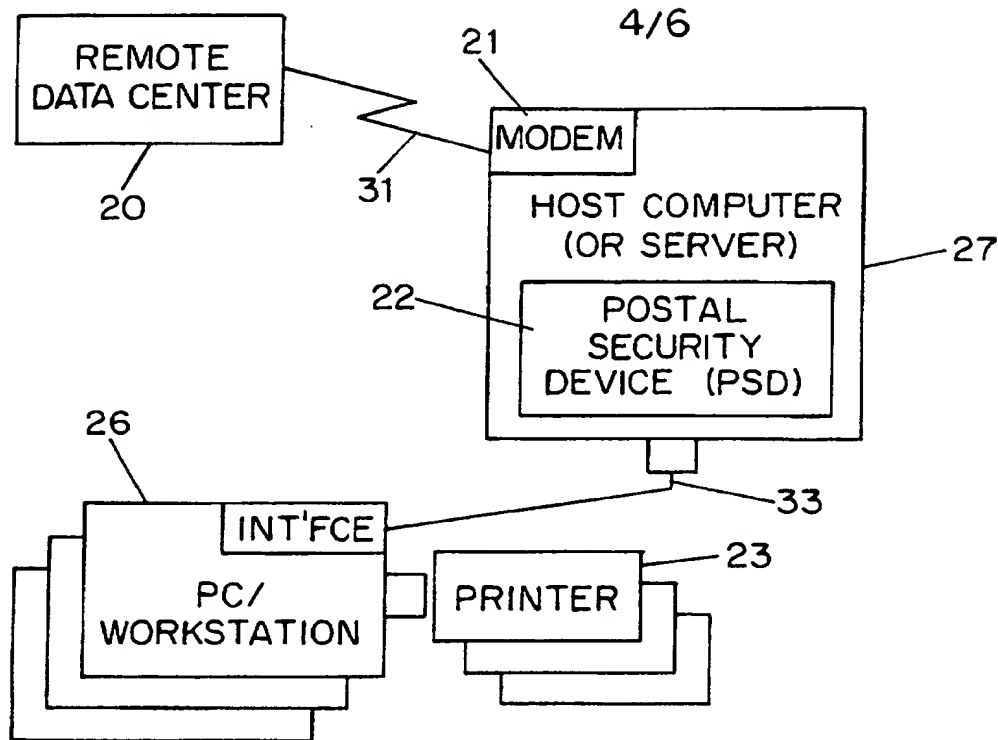 4/6
REMOTE
DATA CENTER
20
31
21
MODEM
HOST COMPUTER
(OR SERVER)
27
22
POSTAL
SECURITY
DEVICE (PSD)
33
26
INT'FCE
PC/
WORKSTATION
23
PRINTER